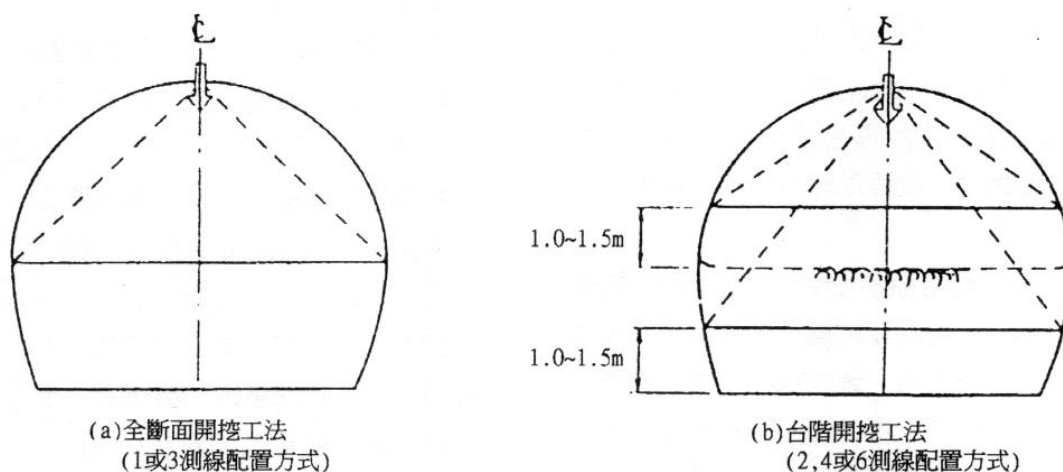 ℄
(a)全斷面開挖工法
(1或3測線配置方式)
℄
1.0~1.5m
1.0~1.5m
(b)台階開挖工法
(2,4或6測線配置方式)